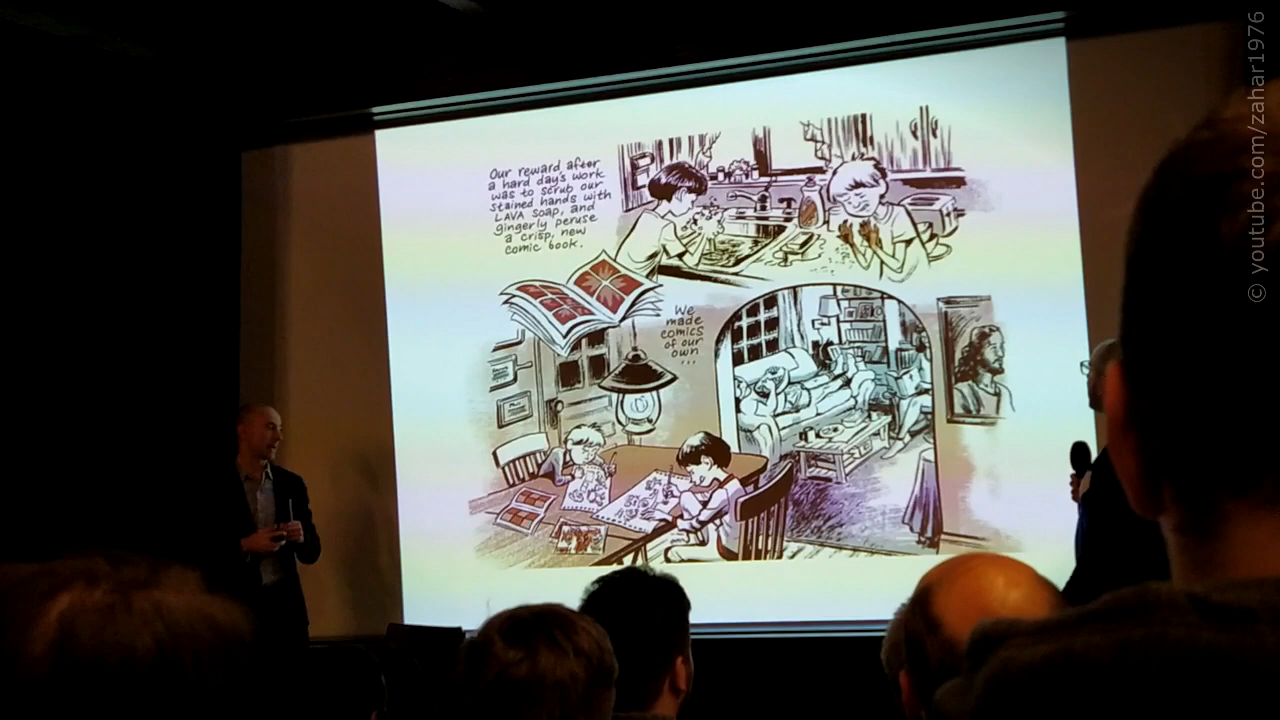 Our reward after
a hard day's work
was to scrub our
stained hands with
LAVA soap, and
gingerly peruse
a crisp, new
comic book.
We
made
comics
of our
own
...
© youtube.com/zahar1976